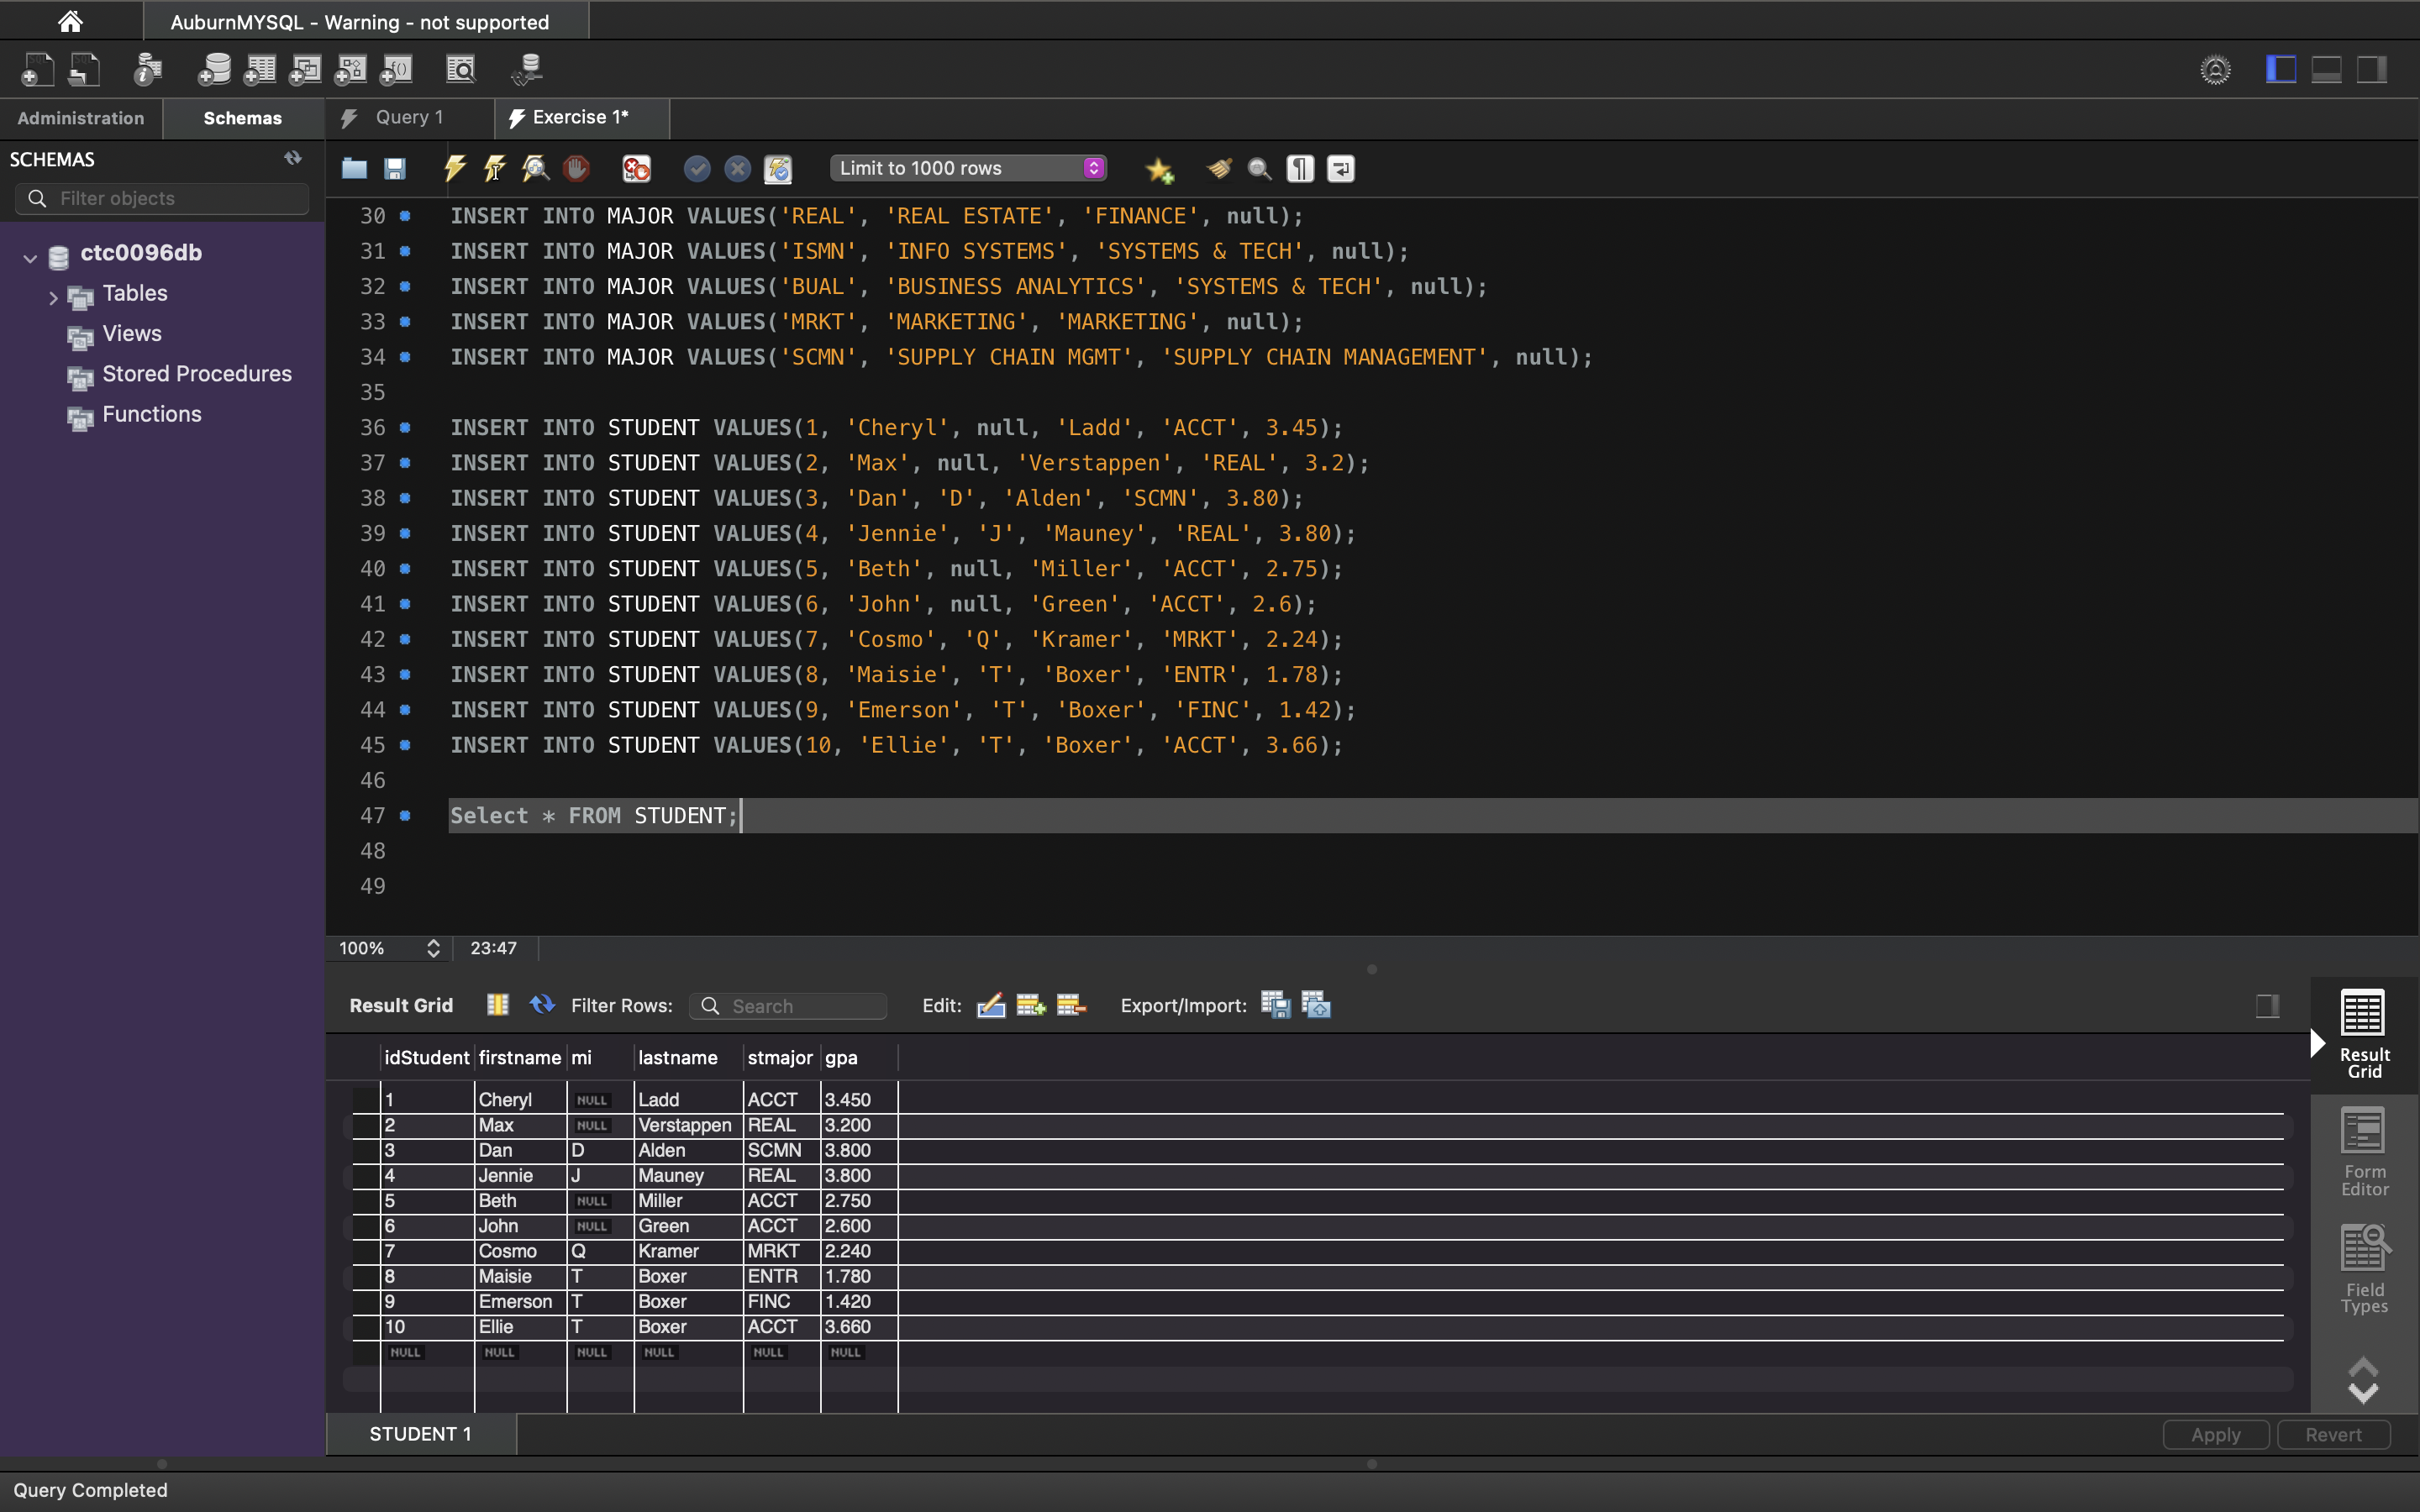 AuburnMYSQL - Warning - not supported
Administration
Schemas
Query 1
Exercise 1*
SCHEMAS
Filter objects
Limit to 1000 rows
ctc0096db
Tables
Views
Stored Procedures
Functions
30 INSERT INTO MAJOR VALUES('REAL', 'REAL ESTATE', 'FINANCE', null);
31 INSERT INTO MAJOR VALUES('ISMN', 'INFO SYSTEMS', 'SYSTEMS & TECH', null);
32 INSERT INTO MAJOR VALUES('BUAL', 'BUSINESS ANALYTICS', 'SYSTEMS & TECH', null);
33 INSERT INTO MAJOR VALUES('MRKT', 'MARKETING', 'MARKETING', null);
34 INSERT INTO MAJOR VALUES('SCMN', 'SUPPLY CHAIN MGMT', 'SUPPLY CHAIN MANAGEMENT', null);
35
36 INSERT INTO STUDENT VALUES(1, 'Cheryl', null, 'Ladd', 'ACCT', 3.45);
37 INSERT INTO STUDENT VALUES(2, 'Max', null, 'Verstappen', 'REAL', 3.2);
38 INSERT INTO STUDENT VALUES(3, 'Dan', 'D', 'Alden', 'SCMN', 3.80);
39 INSERT INTO STUDENT VALUES(4, 'Jennie', 'J', 'Mauney', 'REAL', 3.80);
40 INSERT INTO STUDENT VALUES(5, 'Beth', null, 'Miller', 'ACCT', 2.75);
41 INSERT INTO STUDENT VALUES(6, 'John', null, 'Green', 'ACCT', 2.6);
42 INSERT INTO STUDENT VALUES(7, 'Cosmo', 'Q', 'Kramer', 'MRKT', 2.24);
43 INSERT INTO STUDENT VALUES(8, 'Maisie', 'T', 'Boxer', 'ENTR', 1.78);
44 INSERT INTO STUDENT VALUES(9, 'Emerson', 'T', 'Boxer', 'FINC', 1.42);
45 INSERT INTO STUDENT VALUES(10, 'Ellie', 'T', 'Boxer', 'ACCT', 3.66);
46
47 Select * FROM STUDENT;
48
49
100% 23:47
Result Grid Filter Rows: Search Edit: Export/Import:
idStudent firstname mi lastname stmajor gpa
1 Cheryl NULL Ladd ACCT 3.450
2 Max NULL Verstappen REAL 3.200
3 Dan D Alden SCMN 3.800
4 Jennie J Mauney REAL 3.800
5 Beth NULL Miller ACCT 2.750
6 John NULL Green ACCT 2.600
7 Cosmo Q Kramer MRKT 2.240
8 Maisie T Boxer ENTR 1.780
9 Emerson T Boxer FINC 1.420
10 Ellie T Boxer ACCT 3.660
NULL NULL NULL NULL NULL NULL
Result
Grid
Form
Editor
Field
Types
STUDENT 1
Apply
Revert
Query Completed